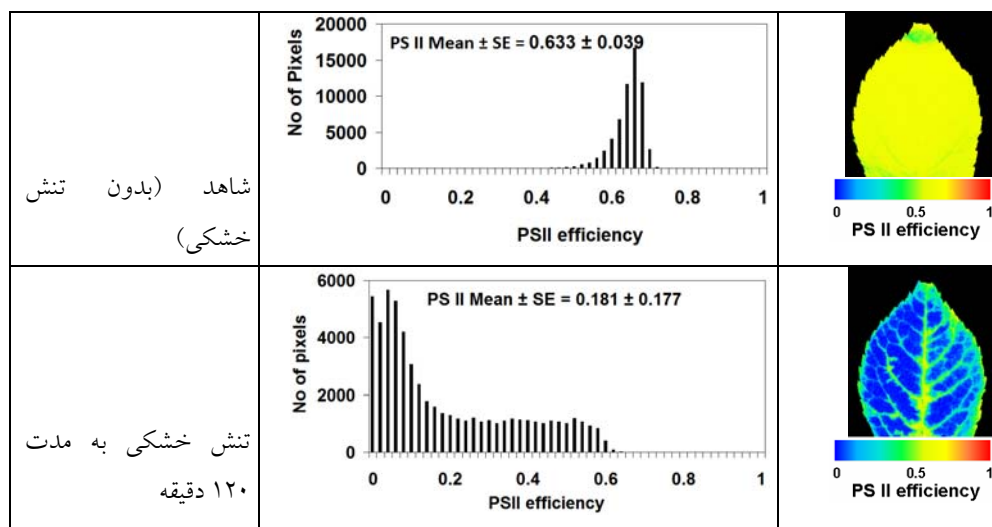 شاهد (بدون تنش
خشکی)
PS II Mean ± SE = 0.633 ± 0.039
No of Pixels
20000
15000
10000
5000
0
0 0.2 0.4 0.6 0.8 1
PSII efficiency
0 0.5 1
PS II efficiency
تنش خشکی به مدت
۱۲۰ دقیقه
PS II Mean ± SE = 0.181 ± 0.177
No of pixels
6000
4000
2000
0
0 0.2 0.4 0.6 0.8 1
PSII efficiency
0 0.5 1
PS II efficiency